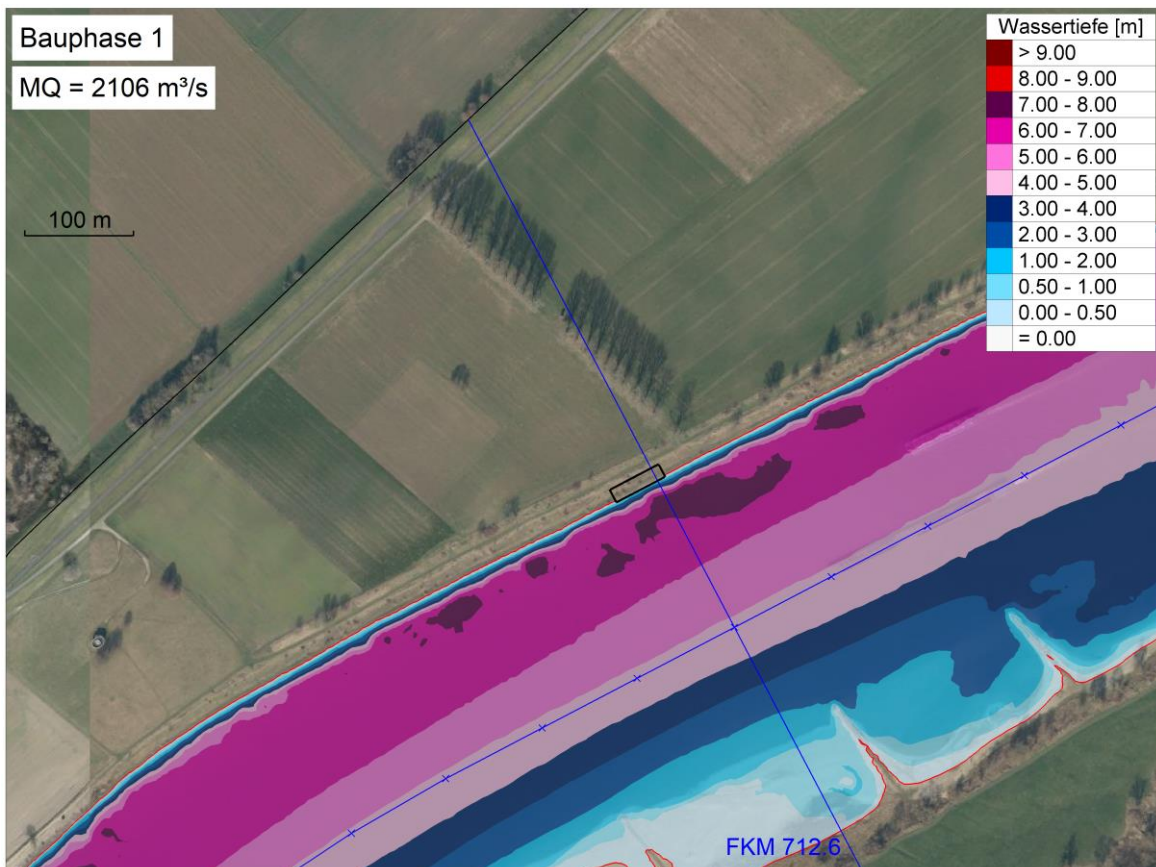 Bauphase 1
MQ = 2106 m³/s
100 m
Wassertiefe [m]
> 9.00
8.00 - 9.00
7.00 - 8.00
6.00 - 7.00
5.00 - 6.00
4.00 - 5.00
3.00 - 4.00
2.00 - 3.00
1.00 - 2.00
0.50 - 1.00
0.00 - 0.50
= 0.00
FKM 712.6